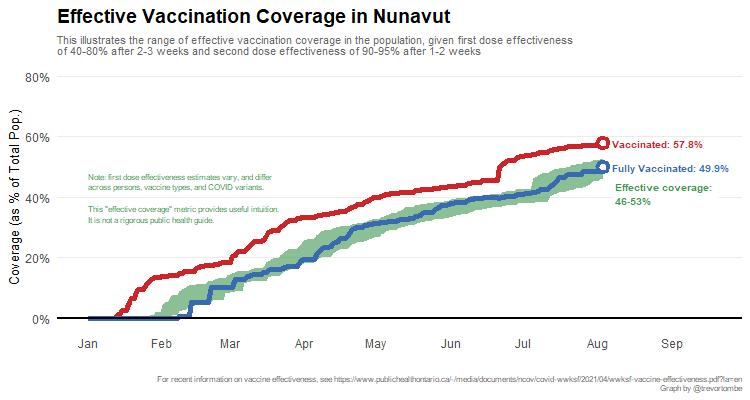 Effective Vaccination Coverage in Nunavut
This illustrates the range of effective vaccination coverage in the population, given first dose effectiveness
of 40-80% after 2-3 weeks and second dose effectiveness of 90-95% after 1-2 weeks
Coverage (as % of Total Pop.)
80%
60%
40%
20%
0%
Note: first dose effectiveness estimates vary, and differ
across persons, vaccine types, and COVID variants.
This "effective coverage" metric provides useful intuition.
It is not a rigorous public health guide.
Vaccinated: 57.8%
Fully Vaccinated: 49.9%
Effective coverage:
46-53%
Jan Feb Mar Apr May Jun Jul Aug Sep
For recent information on vaccine effectiveness, see https://www.publichealthontario.ca/-/media/documents/ncov/covid-wwksf/2021/04/wwksf-vaccine-effectiveness.pdf?la=en
Graph by @trevortombe